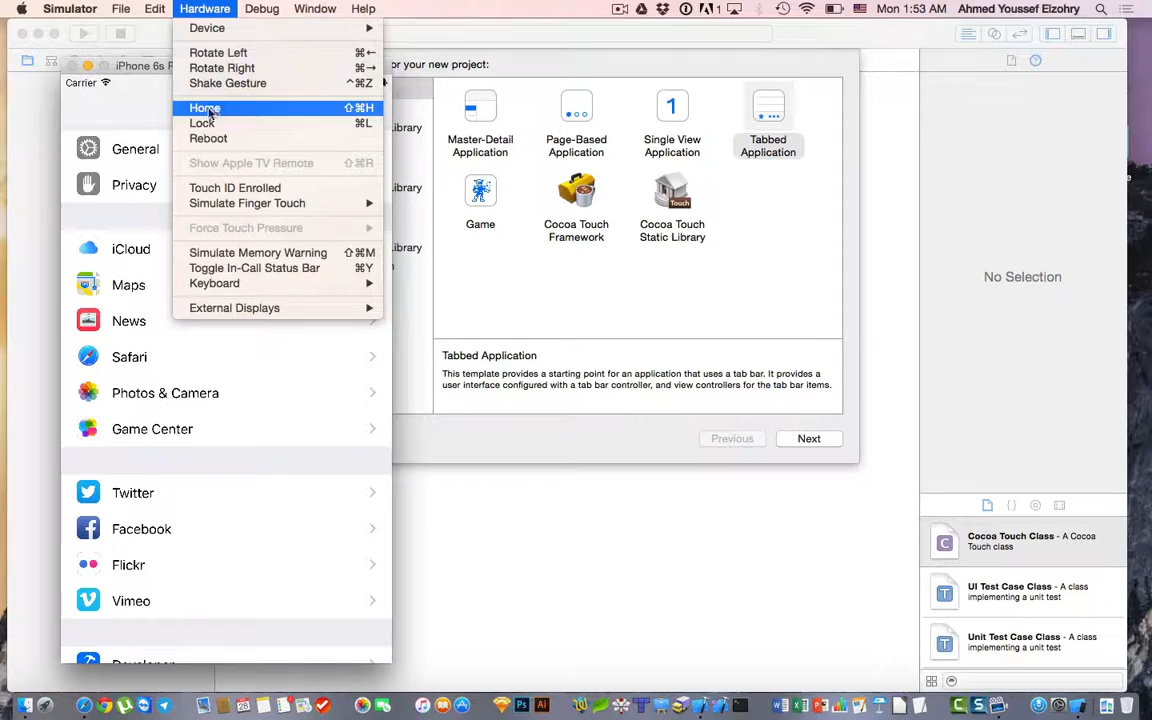 Simulator File Edit Hardware Debug Window Help
Mon 1:53 AM Ahmed Youssef Elzohry
Device
Rotate Left ⌘←
Rotate Right ⌘→
Shake Gesture ^⌘Z
Home ⇧⌘H
Lock ⌘L
Reboot
Show Apple TV Remote ⇧⌘R
Touch ID Enrolled
Simulate Finger Touch
Force Touch Pressure
Simulate Memory Warning ⇧⌘M
Toggle In-Call Status Bar ⌘Y
Keyboard
External Displays
iPhone 6s
Carrier
General
Privacy
iCloud
Maps
News
Safari
Photos & Camera
Game Center
Twitter
Facebook
Flickr
Vimeo
or your new project:
ibrary
ibrary
ibrary
Master-Detail
Application
Page-Based
Application
1
Single View
Application
Tabbed
Application
Game
Cocoa Touch
Framework
Touch
Cocoa Touch
Static Library
Tabbed Application
This template provides a starting point for an application that uses a tab bar. It provides a
user interface configured with a tab bar controller, and view controllers for the tab bar items.
Previous
Next
No Selection
C
Cocoa Touch Class - A Cocoa
Touch class
T
UI Test Case Class - A class
implementing a unit test
T
Unit Test Case Class - A class
implementing a unit test